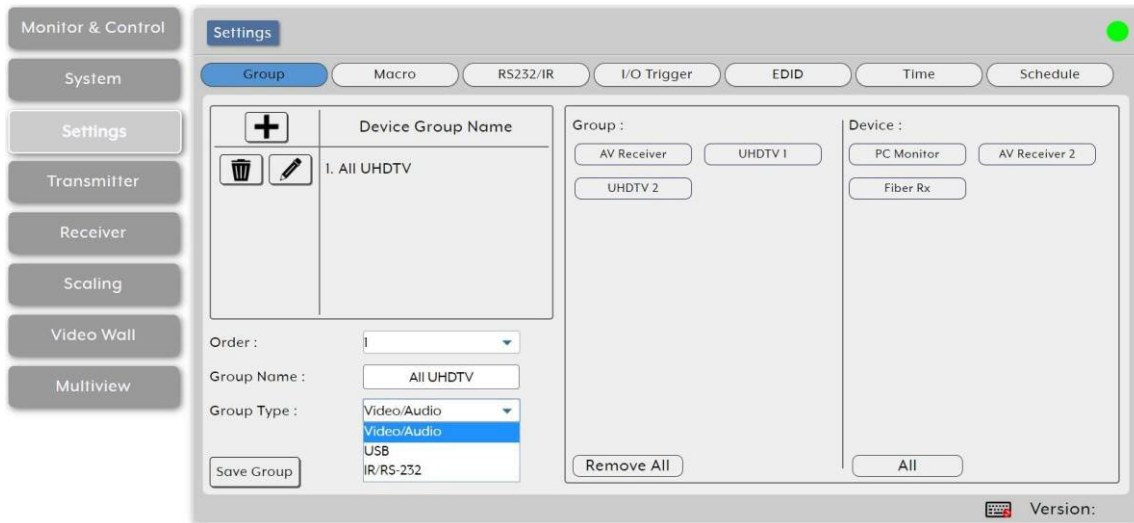 Monitor & Control
System
Settings
Transmitter
Receiver
Scaling
Video Wall
Multiview
Settings
Group
Macro
RS232/IR
I/O Trigger
EDID
Time
Schedule
Device Group Name
1. All UHDTV
Order :
1
Group Name :
All UHDTV
Group Type :
Video/Audio
Video/Audio
USB
IR/RS-232
Save Group
Group :
AV Receiver
UHDTV 1
UHDTV 2
Remove All
Device :
PC Monitor
AV Receiver 2
Fiber Rx
All
Version: